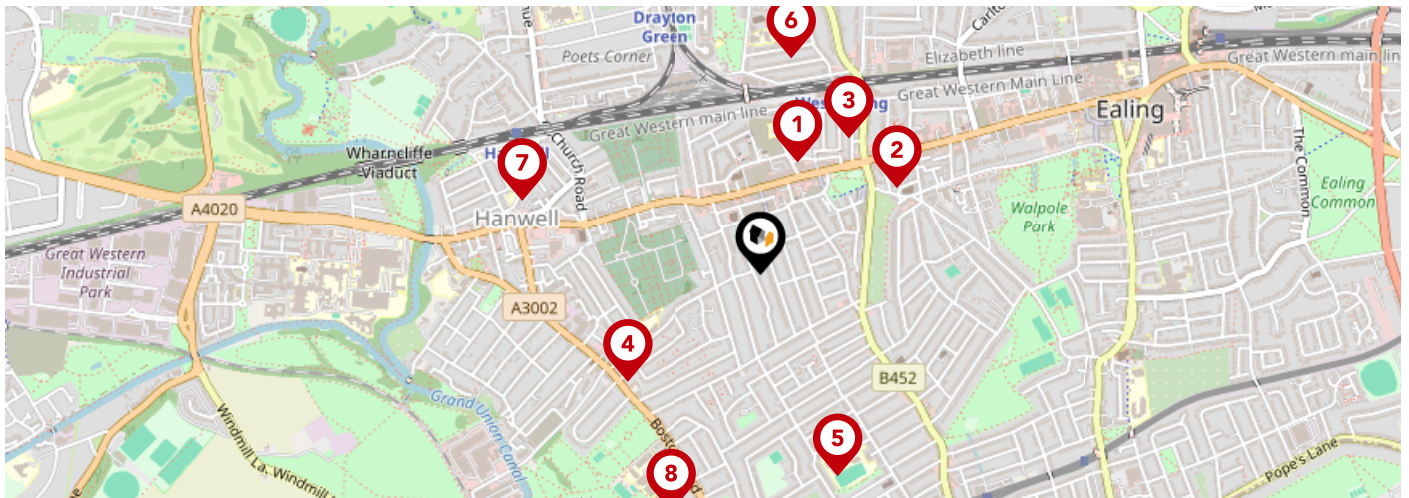 6
Drayton
Green
Poets Corner
Elizabeth line
Great Western main lin
Great Western Main Line
3
Ealing
Great Western main line
1
2
Wharncliffe
Viaduct
Church Road
7
The Common
Ealing
Common
A4020
Hanwell
Walpole
Park
Great Western
Industrial
Park
A3002
4
B452
Grand Union Canal
Windmill La.
Windmill
5
8
Pope's Lane